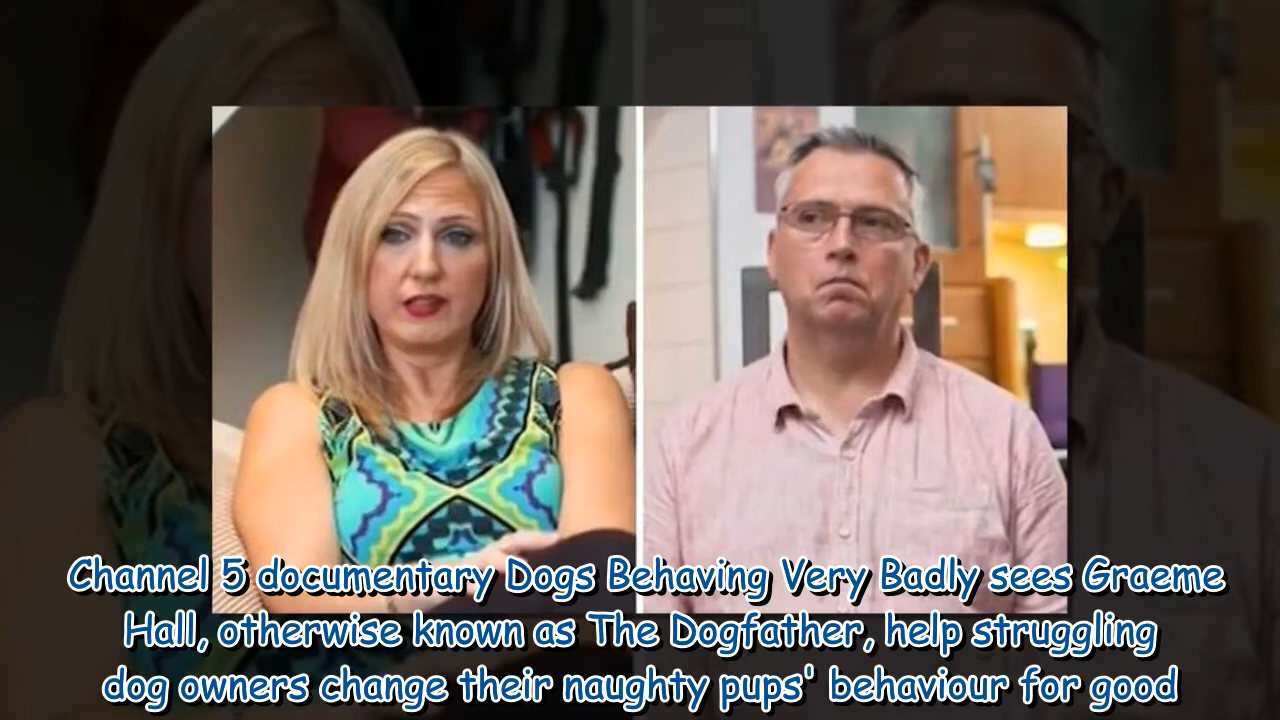 Channel 5 documentary Dogs Behaving Very Badly sees Graeme
Hall, otherwise known as The Dogfather, help struggling
dog owners change their naughty pups' behaviour for good